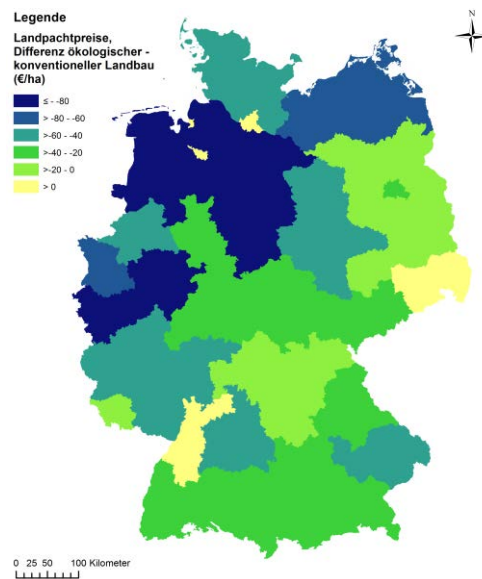 Legende
Landpachtpreise,
Differenz ökologischer -
konventioneller Landbau
(€/ha)
≤ - -80
> -80 - -60
>-60 - -40
>-40 - -20
>-20 - 0
> 0
N
0 25 50 100 Kilometer